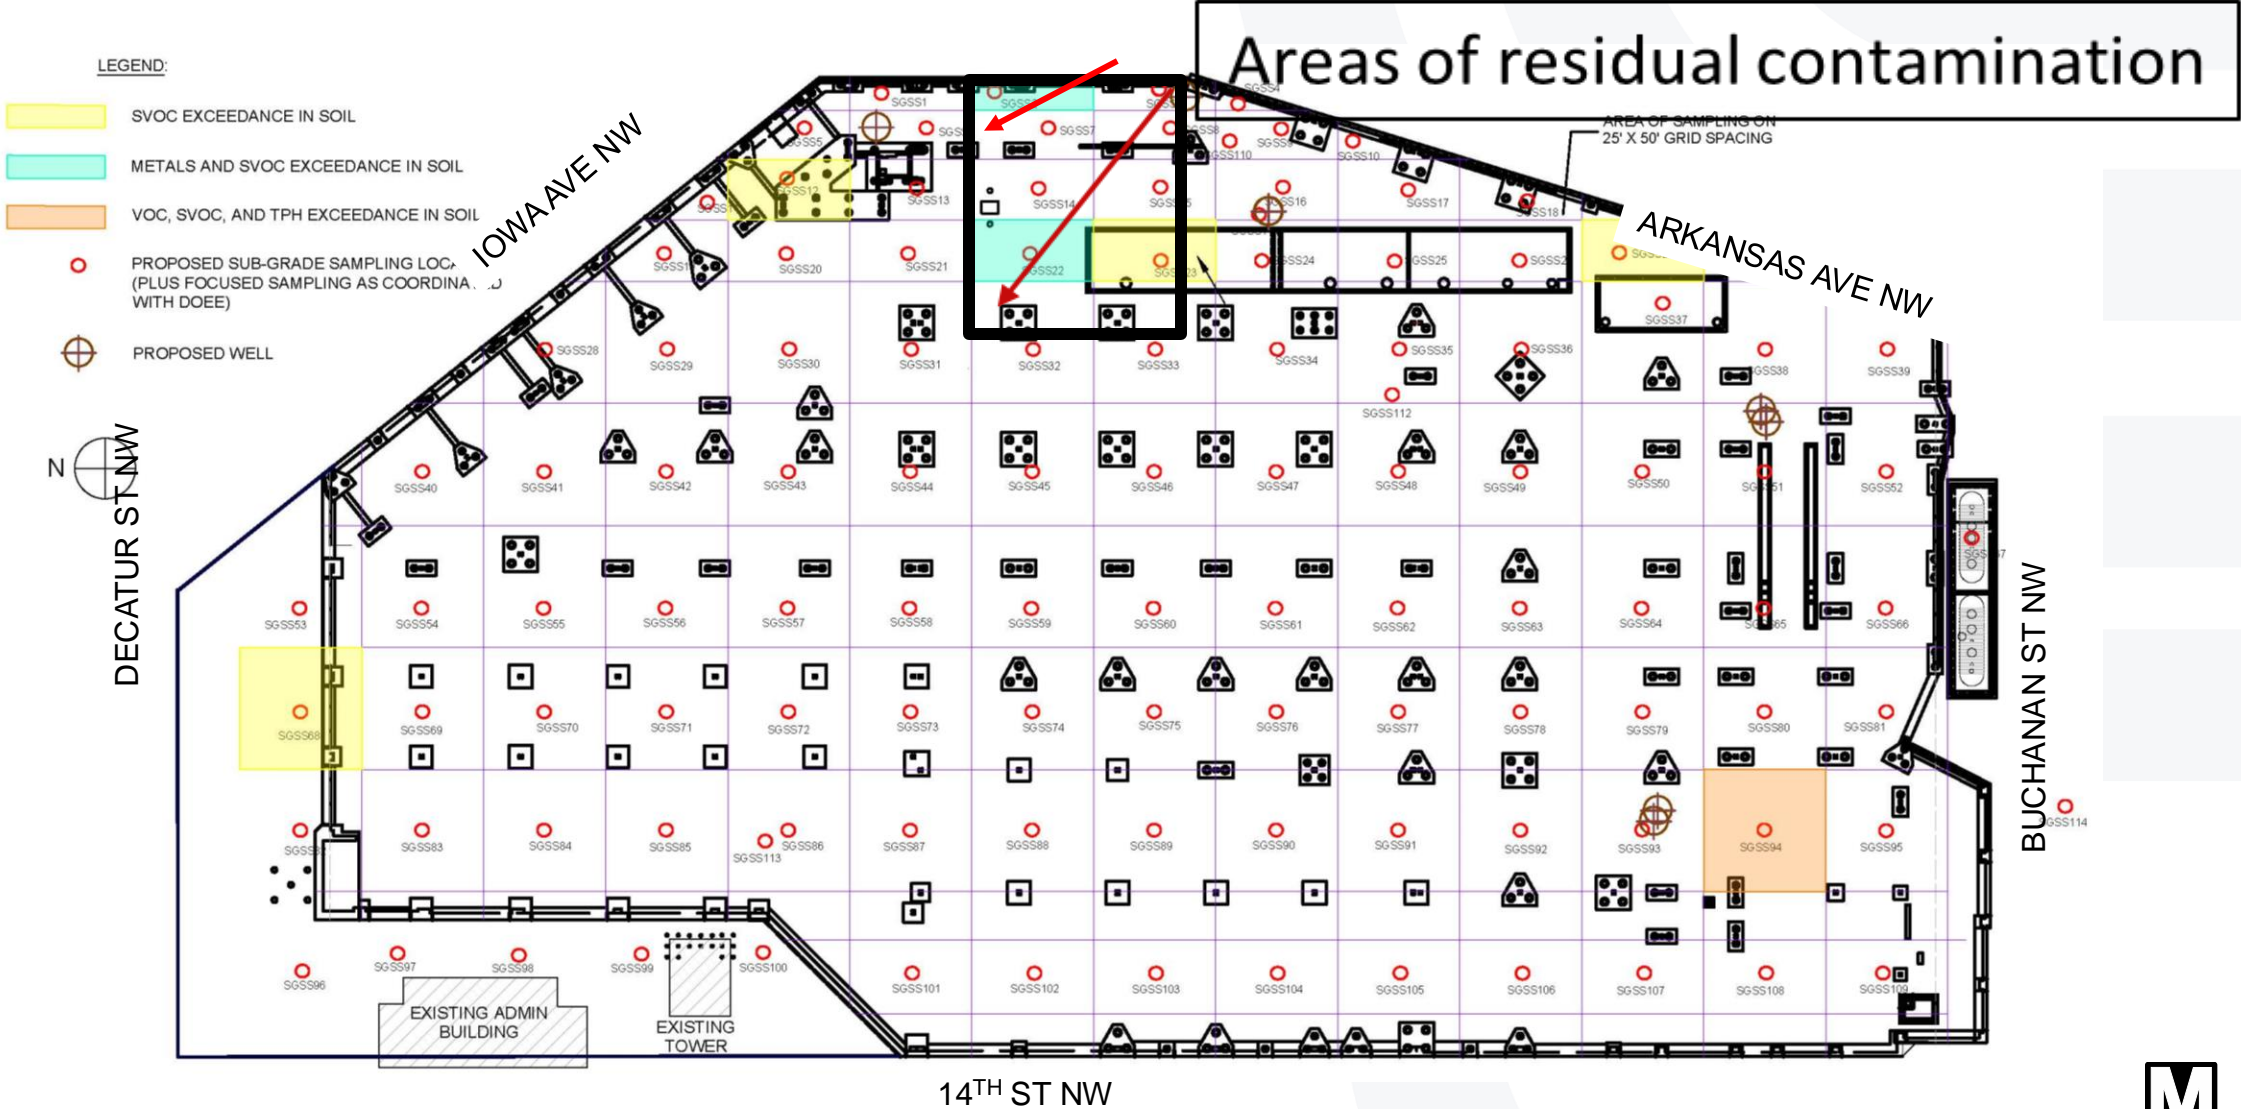 Areas of residual contamination
LEGEND:
SVOC EXCEEDANCE IN SOIL
METALS AND SVOC EXCEEDANCE IN SOIL
VOC, SVOC, AND TPH EXCEEDANCE IN SOIL
PROPOSED SUB-GRADE SAMPLING
(PLUS FOCUSED SAMPLING AS
WITH DOEE)
PROPOSED WELL
N
IOWA AVE NW
ARKANSAS AVE NW
DECATUR ST NW
BUCHANAN ST NW
14TH ST NW
AREA OF SAMPLING ON
25' X 50' GRID SPACING
SGSS1
SGSS4
SGSS5
SGSS7
SGSS10
SGSS12
SGSS13
SGSS14
SGSS16
SGSS17
SGSS18
SGSS110
SGSS20
SGSS21
SGSS22
SGSS23
SGSS24
SGSS25
SGSS37
SGSS28
SGSS29
SGSS30
SGSS31
SGSS32
SGSS33
SGSS34
SGSS35
SGSS36
SGSS38
SGSS39
SGSS112
SGSS40
SGSS41
SGSS42
SGSS43
SGSS44
SGSS45
SGSS46
SGSS47
SGSS48
SGSS49
SGSS50
SGSS51
SGSS52
SGSS53
SGSS54
SGSS55
SGSS56
SGSS57
SGSS58
SGSS59
SGSS60
SGSS61
SGSS62
SGSS63
SGSS64
SGSS65
SGSS66
SGSS68
SGSS69
SGSS70
SGSS71
SGSS72
SGSS73
SGSS74
SGSS75
SGSS76
SGSS77
SGSS78
SGSS79
SGSS80
SGSS81
SGSS83
SGSS84
SGSS85
SGSS113
SGSS86
SGSS87
SGSS88
SGSS89
SGSS90
SGSS91
SGSS92
SGSS93
SGSS94
SGSS95
SGSS114
SGSS96
SGSS97
SGSS98
SGSS99
SGSS100
SGSS101
SGSS102
SGSS103
SGSS104
SGSS105
SGSS106
SGSS107
SGSS108
SGSS109
EXISTING ADMIN
BUILDING
EXISTING
TOWER
M